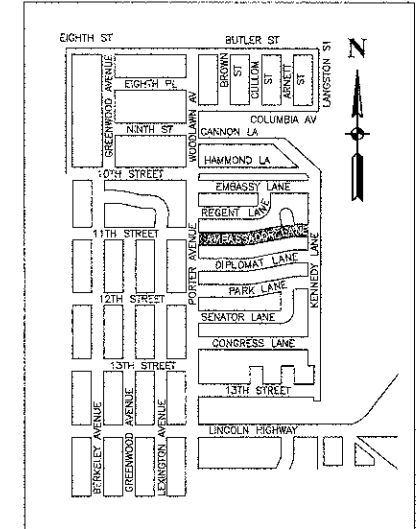 EIGHTH ST
BUTLER ST
N
GREENWOOD AVENUE
EIGHTH PL
NINTH ST
WOODLAWN AV
BROWN
ST
CULLOM
ST
ARNETT
ST
LANGSTON ST
COLUMBIA AV
CANNON LA
HAMMOND LA
10TH STREET
EMBASSY LANE
REGENT LANE
11TH STREET
PORTER AVENUE
DIPLOMAT LANE
KENNEDY LANE
PARK LANE
12TH STREET
SENATOR LANE
CONGRESS LANE
13TH STREET
13TH STREET
LINCOLN HIGHWAY
BERKELEY AVENUE
GREENWOOD AVENUE
LEXINGTON AVENUE